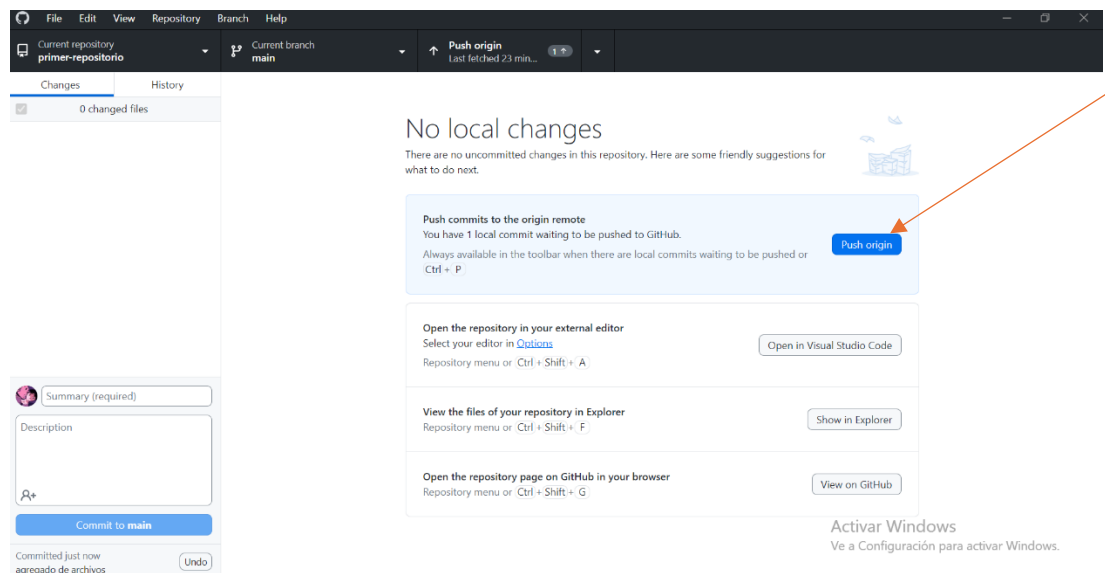 File Edit View Repository Branch Help
Current repository
primer-repositorio
Current branch
main
Push origin
Last fetched 23 min...
1
Changes History
0 changed files
No local changes
There are no uncommitted changes in this repository. Here are some friendly suggestions for
what to do next.
Push commits to the origin remote
You have 1 local commit waiting to be pushed to GitHub.
Always available in the toolbar when there are local commits waiting to be pushed or
Ctrl + P
Push origin
Open the repository in your external editor
Select your editor in Options
Repository menu or Ctrl + Shift + A
Open in Visual Studio Code
View the files of your repository in Explorer
Repository menu or Ctrl + Shift + F
Show in Explorer
Open the repository page on GitHub in your browser
Repository menu or Ctrl + Shift + G
View on GitHub
Summary (required)
Description
Commit to main
Committed just now
agregado de archivos
Undo
Activar Windows
Ve a Configuración para activar Windows.